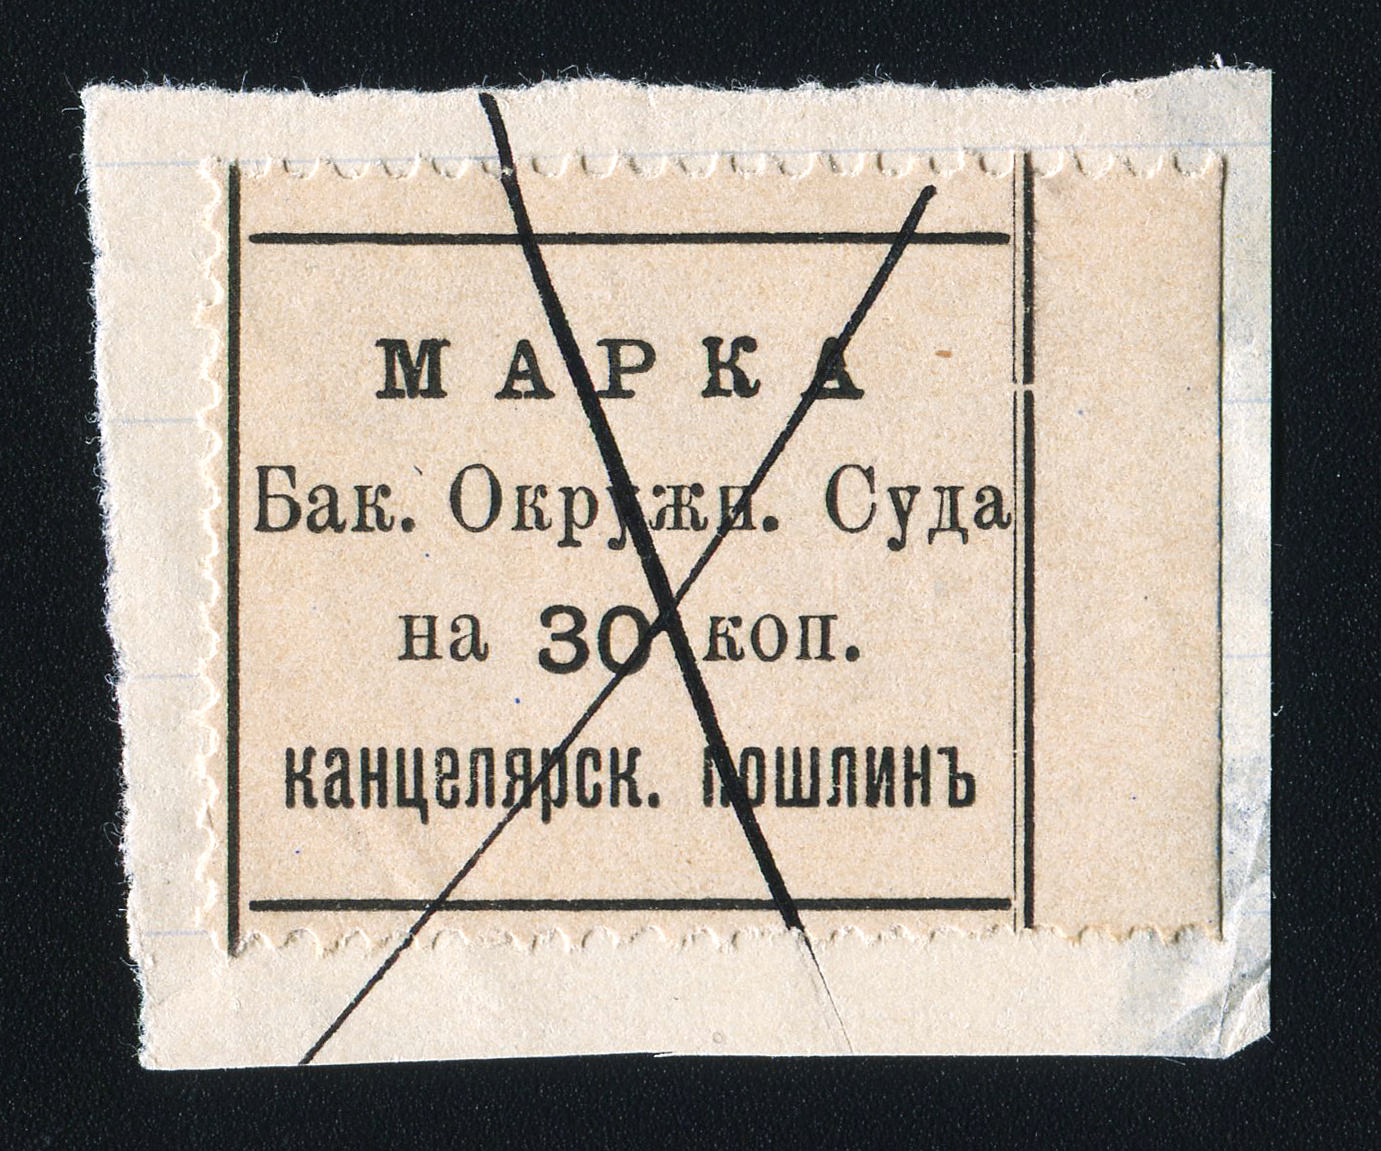 МАРКА
Бак. Окружн. Суда
на 30 коп.
канцелярск. пошлинъ